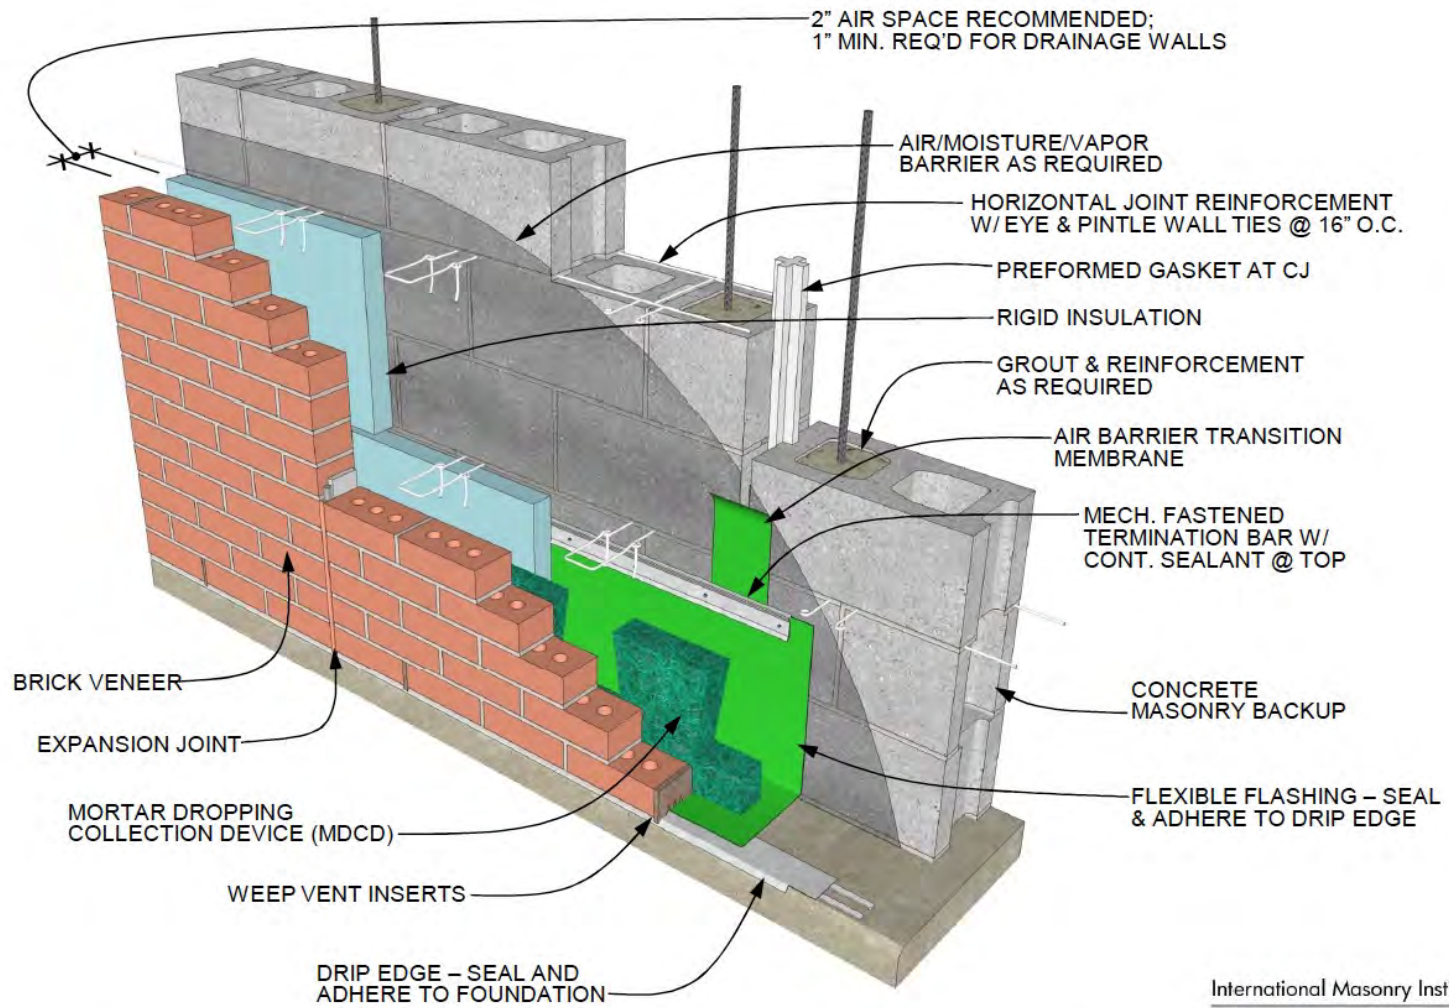 2" AIR SPACE RECOMMENDED;
1" MIN. REQ'D FOR DRAINAGE WALLS
AIR/MOISTURE/VAPOR
BARRIER AS REQUIRED
HORIZONTAL JOINT REINFORCEMENT
W/ EYE & PINTLE WALL TIES @ 16" O.C.
PREFORMED GASKET AT CJ
RIGID INSULATION
GROUT & REINFORCEMENT
AS REQUIRED
AIR BARRIER TRANSITION
MEMBRANE
MECH. FASTENED
TERMINATION BAR W/
CONT. SEALANT @ TOP
BRICK VENEER
CONCRETE
MASONRY BACKUP
EXPANSION JOINT
MORTAR DROPPING
COLLECTION DEVICE (MDCD)
FLEXIBLE FLASHING – SEAL
& ADHERE TO DRIP EDGE
WEEP VENT INSERTS
DRIP EDGE – SEAL AND
ADHERE TO FOUNDATION
International Masonry Inst